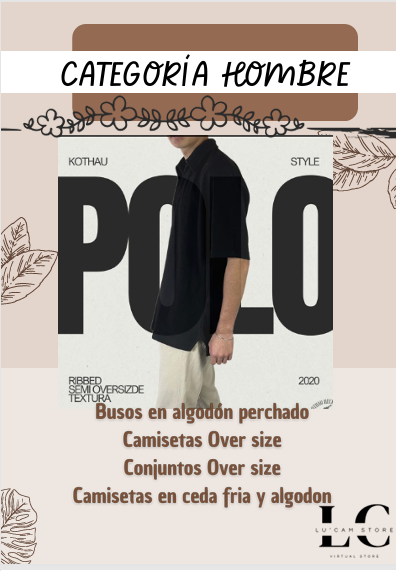 CATEGORÍA HOMBRE
KOTHAU STYLE
POLO
RIBBED
SEMI OVERSIZDE
TEXTURA
2020
Busos en algodón perchado
Camisetas Over size
Conjuntos Over size
Camisetas en ceda fria y algodon
LC
LU'CAM STORE
VIRTUAL STORE